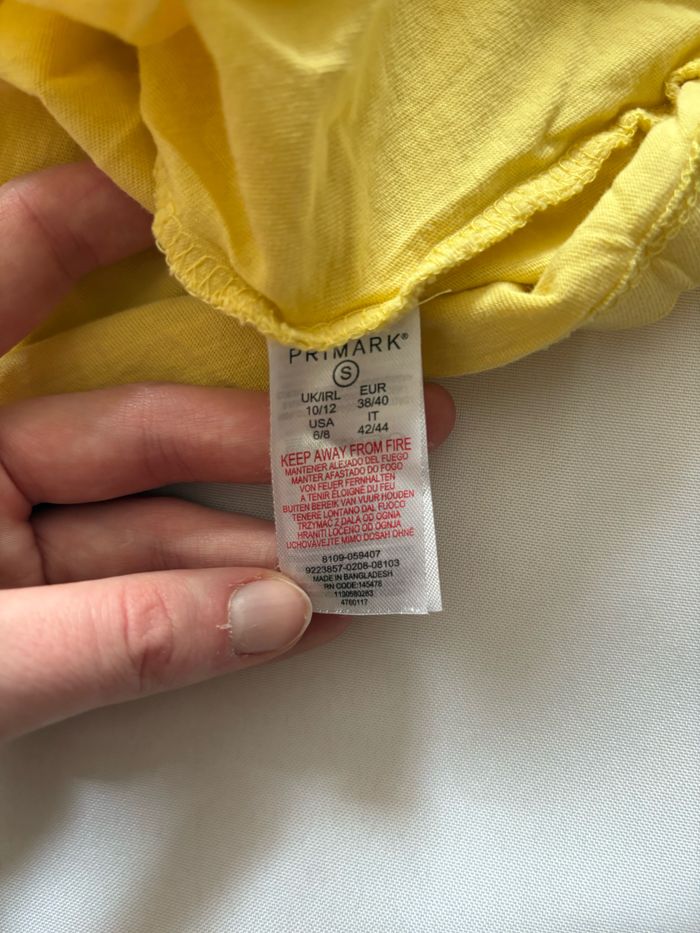 PRIMARK®
S
UK/IRL EUR
10/12 38/40
USA IT
6/8 42/44
KEEP AWAY FROM FIRE
MANTENER ALEJADO DEL FUEGO
MANTER AFASTADO DO FOGO
VON FEUER FERNHALTEN
A TENIR ÉLOIGNÉ DU FEU
BUITEN BEREIK VAN VUUR HOUDEN
TENERE LONTANO DAL FUOCO
TRZYMAĆ Z DALA OD OGNIA
HRANITI LOČENO OD OGNJA
UCHOVÁVEJTE MIMO DOSAH OHNĚ
8109-059407
9223857-0208-08103
MADE IN BANGLADESH
RN CODE:145478
1130580263
4760117